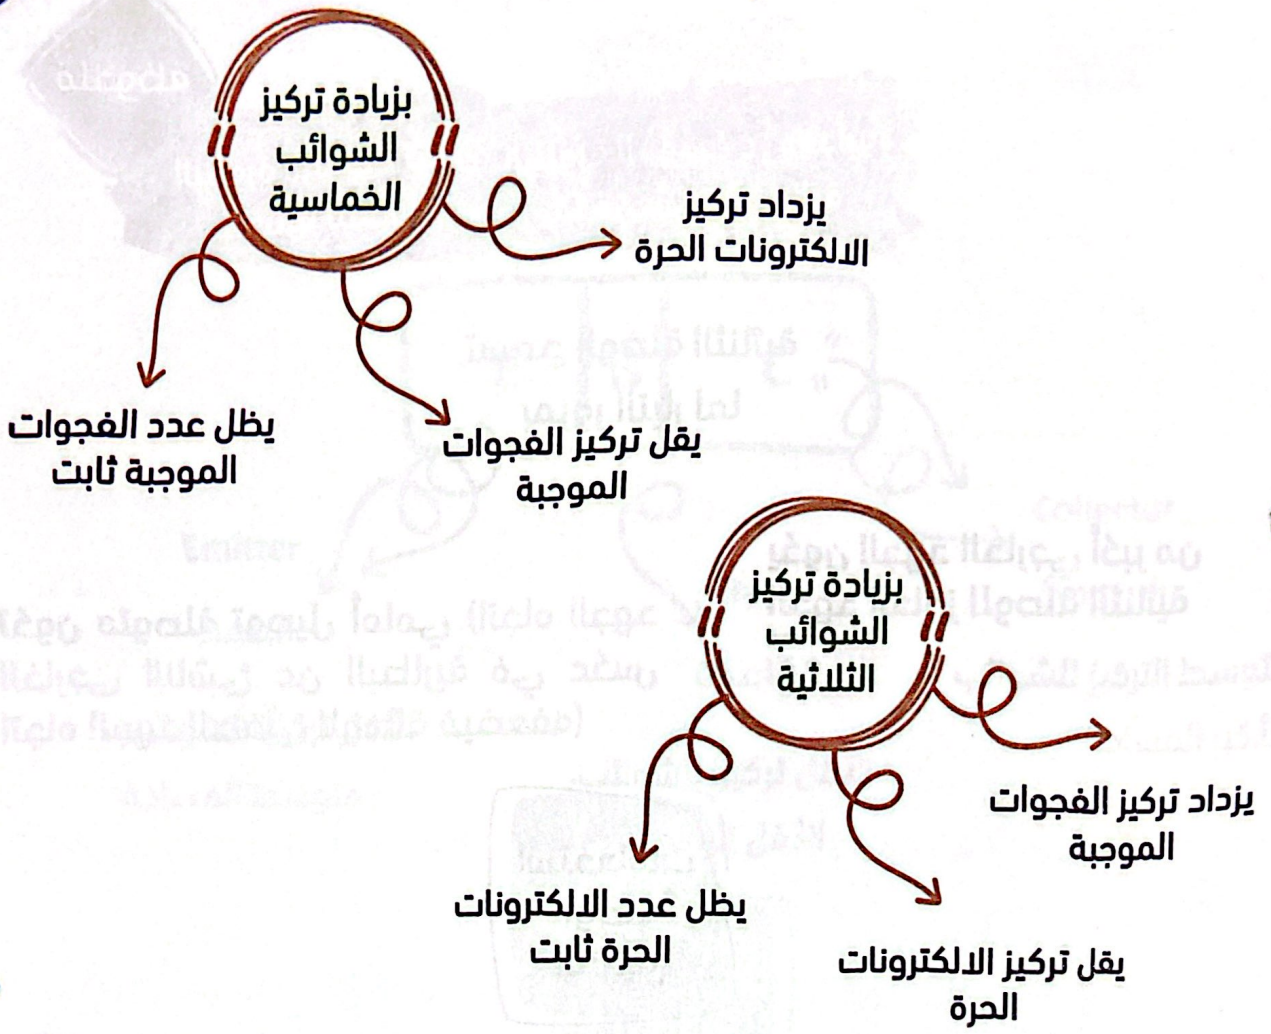 بزيادة تركيز
الشوائب
الخماسية
يزداد تركيز
الالكترونات الحرة
يقل تركيز الفجوات
الموجبة
يظل عدد الفجوات
الموجبة ثابت
بزيادة تركيز
الشوائب
الثلاثية
يزداد تركيز الفجوات
الموجبة
يقل تركيز الالكترونات
الحرة
يظل عدد الالكترونات
الحرة ثابت